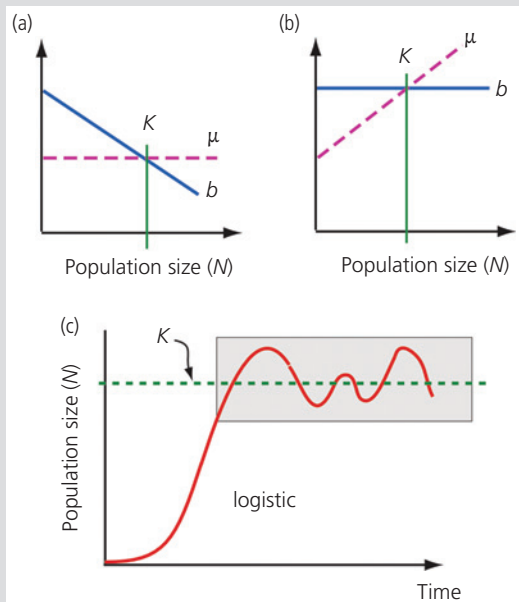 (a)
K
μ
b
Population size (N)
(b)
K
μ
b
Population size (N)
(c)
K
Population size (N)
logistic
Time